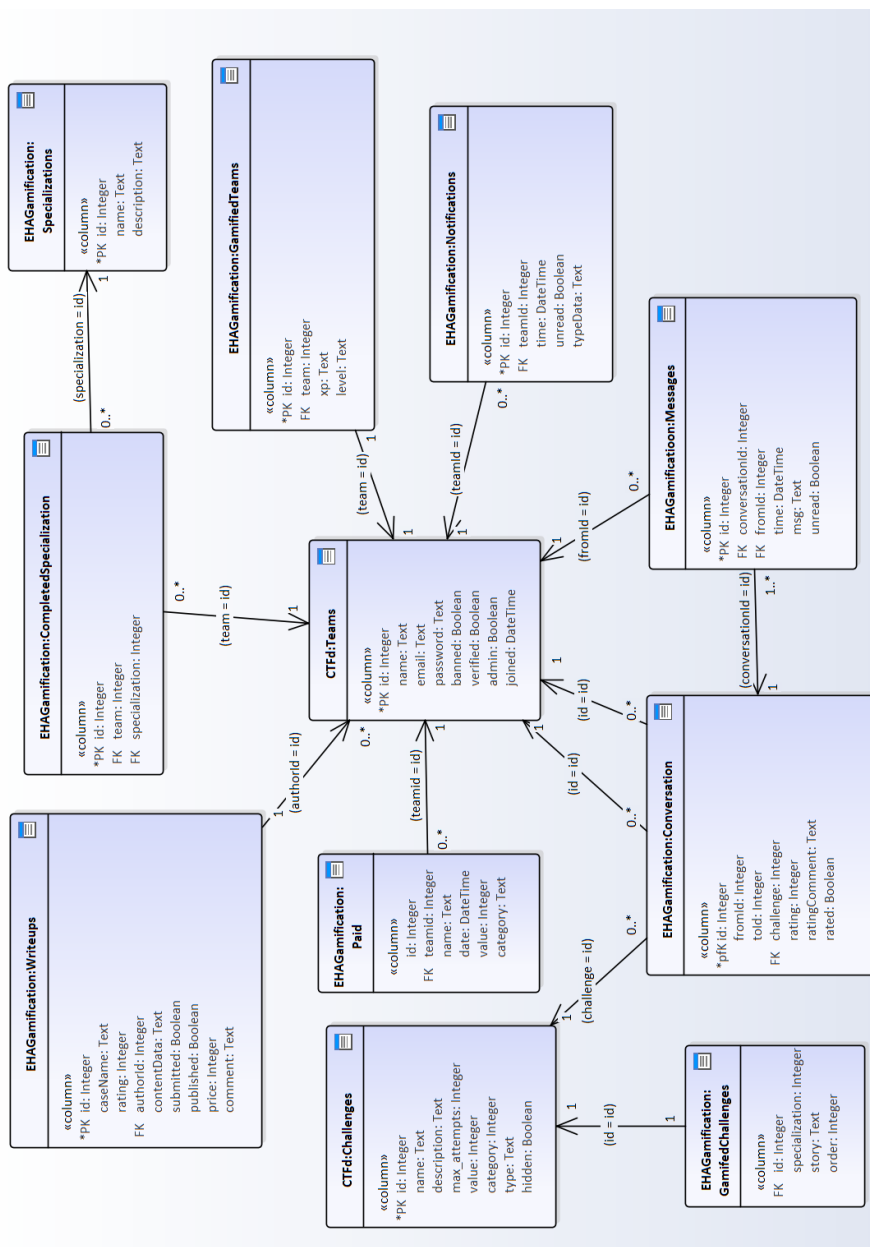 EHAGamification:Writeups
«column»
*PK id: Integer
caseName: Text
rating: Integer
FK authorId: Integer
contentData: Text
submitted: Boolean
published: Boolean
price: Integer
comment: Text
EHAGamification:CompletedSpecialization
«column»
*PK id: Integer
FK team: Integer
FK specialization: Integer
EHAGamification:
Specializations
«column»
*PK id: Integer
name: Text
description: Text
0..*
(specialization = id)
1
1
(authorId = id)
0..*
0..*
(team = id)
1
EHAGamification:GamifiedTeams
«column»
*PK id: Integer
FK team: Integer
xp: Text
level: Text
1
(team = id)
1
CTFd:Challenges
«column»
*PK id: Integer
name: Text
description: Text
max_attempts: Integer
value: Integer
category: Integer
type: Text
hidden: Boolean
EHAGamification:
Paid
«column»
id: Integer
FK teamid: Integer
name: Text
date: DateTime
value: Integer
category: Text
0..*
(teamid = id)
1
CTFd:Teams
«column»
*PK id: Integer
name: Text
email: Text
password: Text
banned: Boolean
verified: Boolean
admin: Boolean
joined: DateTime
EHAGamification:Notifications
«column»
*PK id: Integer
FK teamId: Integer
time: DateTime
unread: Boolean
typeData: Text
0..*
(teamId = id)
1
1
(challenge = id)
0..*
1
(id = id)
0..*
1
(id = id)
0..*
1
(fromId = id)
0..*
1
(id = id)
1
EHAGamification:
GamifedChallenges
«column»
FK id: Integer
specialization: Integer
story: Text
order: Integer
EHAGamification:Conversation
«column»
*pfK id: Integer
fromId: Integer
toId: Integer
FK challenge: Integer
rating: Integer
ratingComment: Text
rated: Boolean
1
(conversationId = id)
1..*
EHAGamificatioon:Messages
«column»
*PK id: Integer
FK conversationId: Integer
FK fromId: Integer
time: DateTime
msg: Text
unread: Boolean